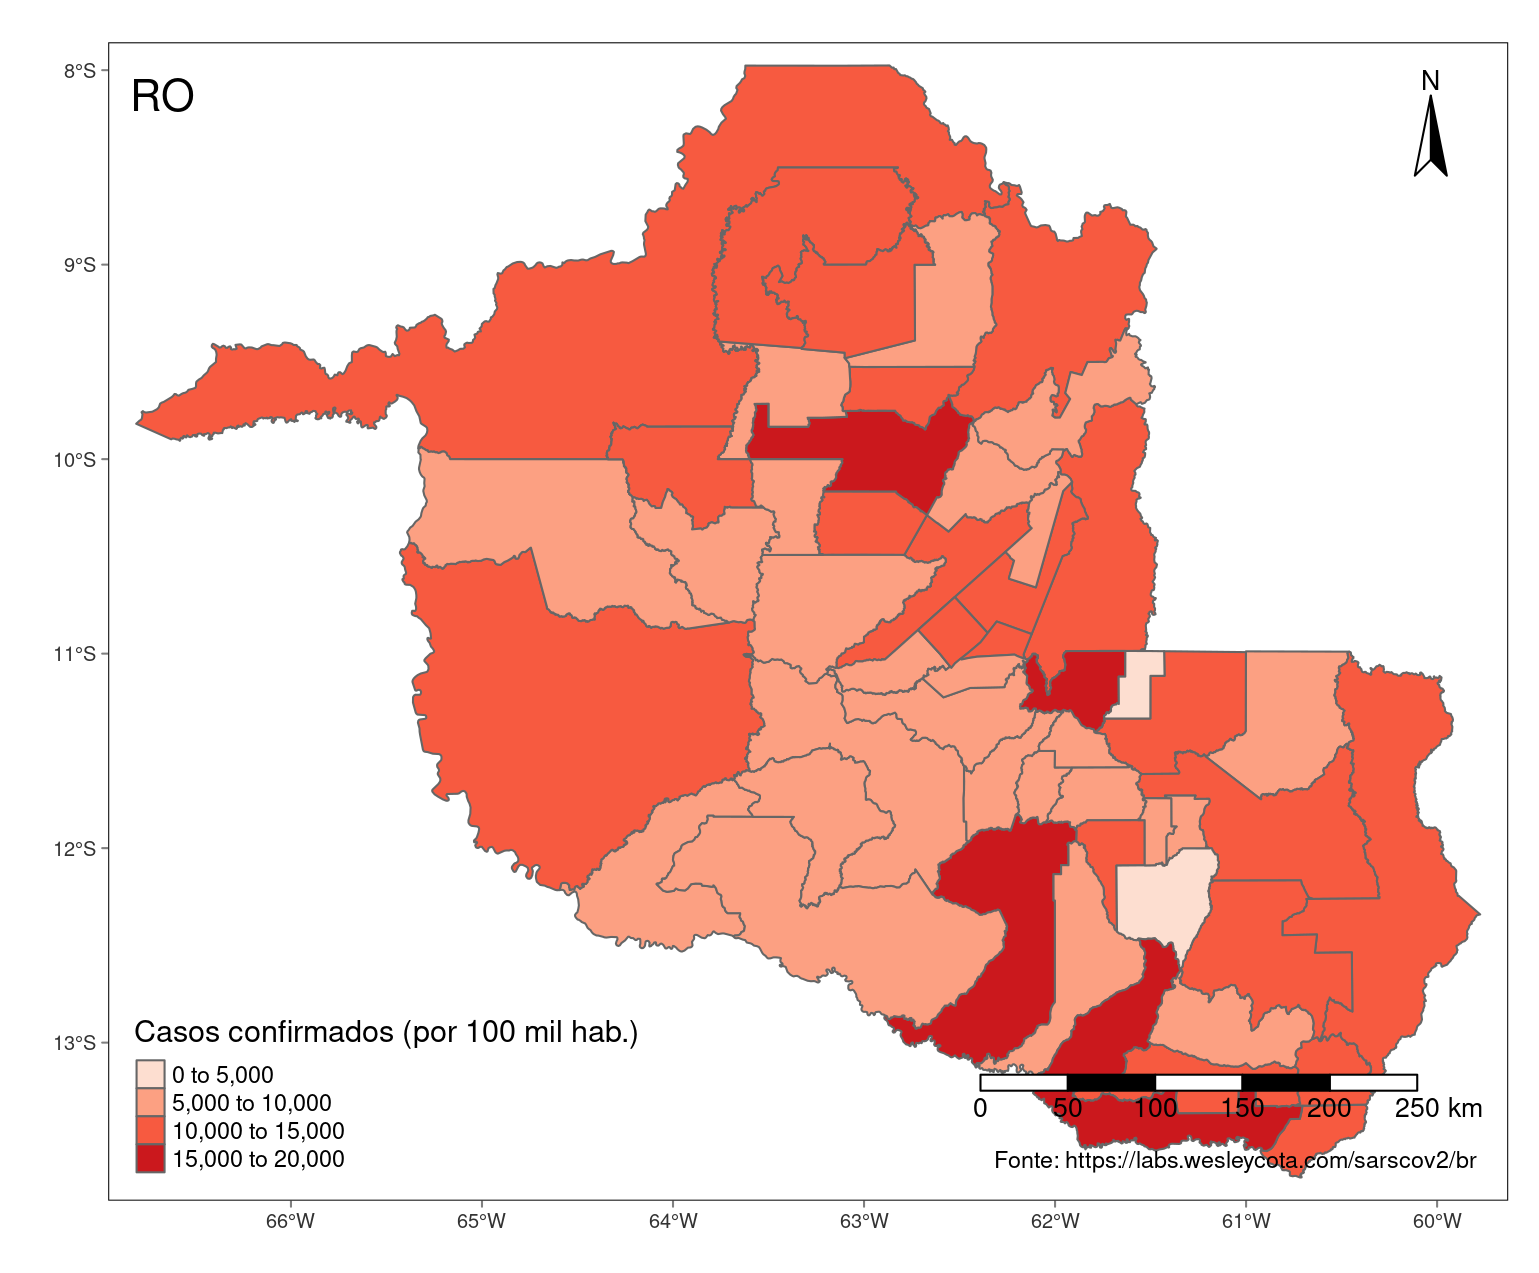 RO
N
8°S
9°S
10°S
11°S
12°S
13°S
Casos confirmados (por 100 mil hab.)
0 to 5,000
5,000 to 10,000
10,000 to 15,000
15,000 to 20,000
0 50 100 150 200 250 km
Fonte: https://labs.wesleycota.com/sarscov2/br
66°W 65°W 64°W 63°W 62°W 61°W 60°W